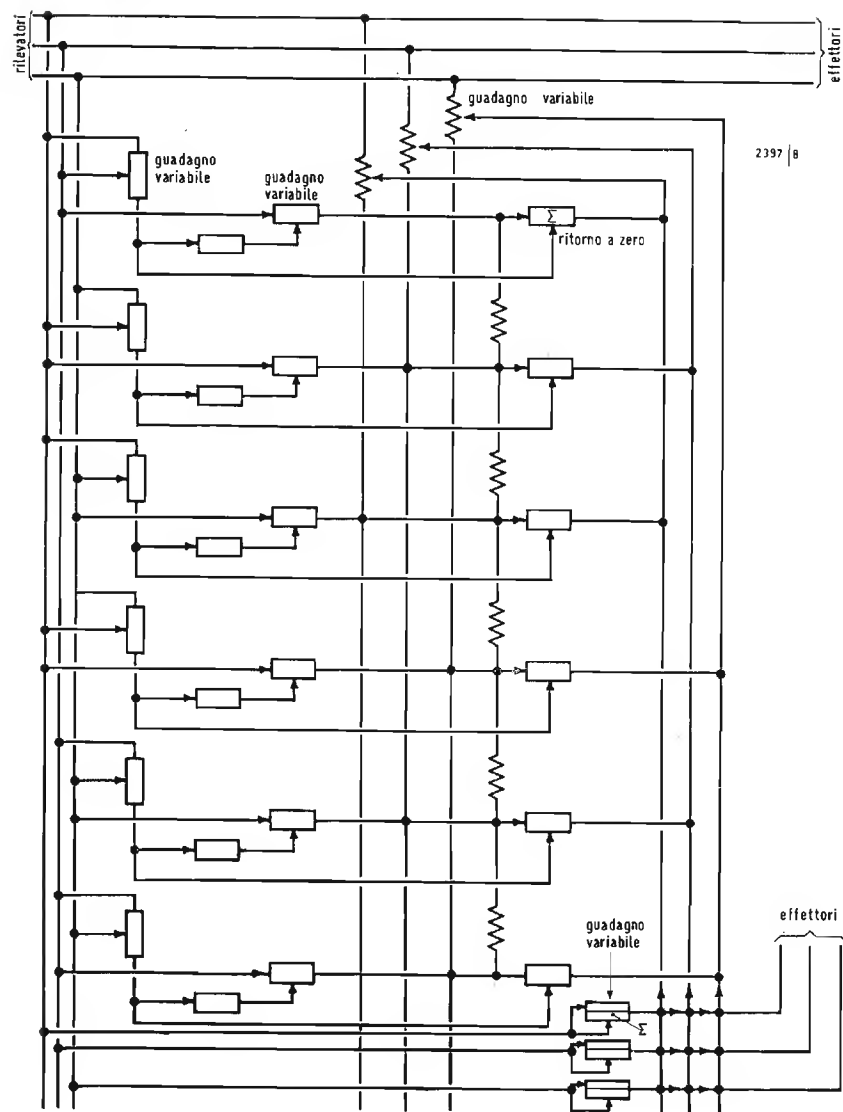 rilevatori
effettori
guadagno variabile
2397 B
guadagno
variabile
guadagno
variabile
Σ
ritorno a zero
effettori
guadagno
variabile
Σ